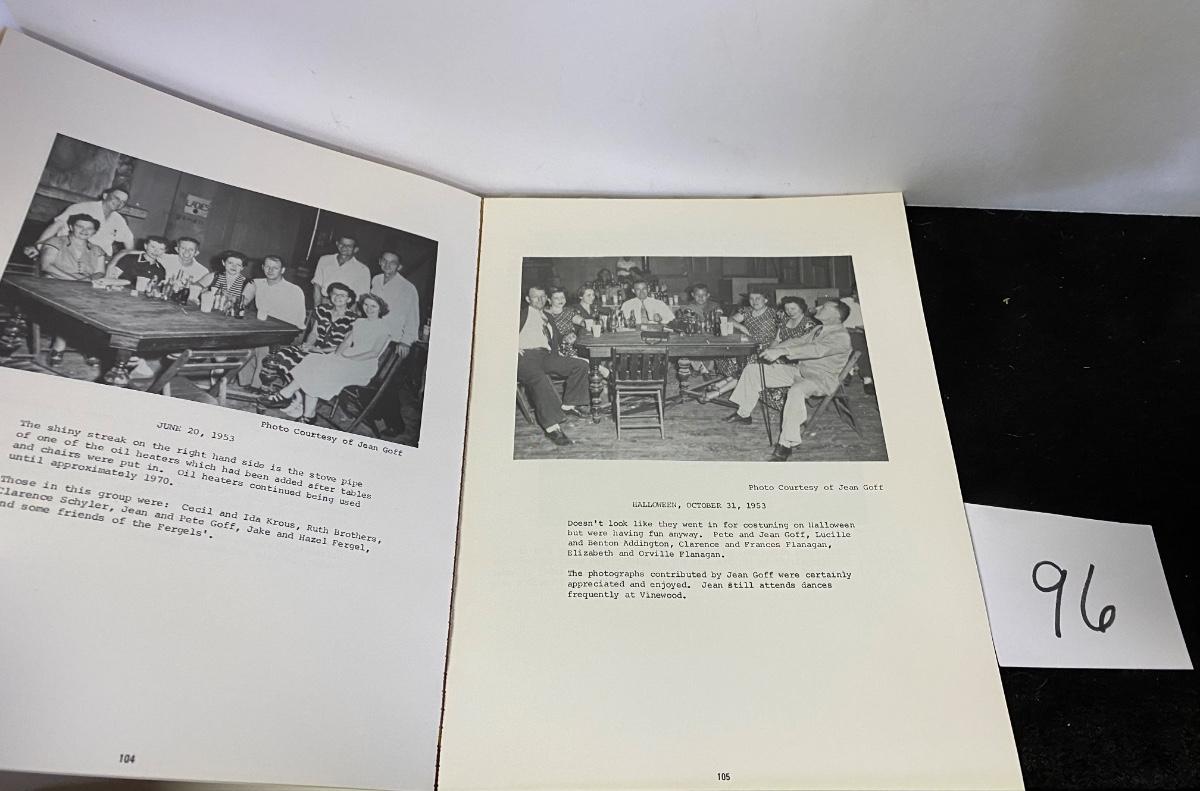 LADIES
JUNE 20, 1953
Photo Courtesy of Jean Goff
The shiny streak on the right hand side is the stove pipe
of one of the oil heaters which had been added after tables
and chairs were put in. Oil heaters continued being used
until approximately 1970.
Those in this group were: Cecil and Ida Krous, Ruth Brothers,
Clarence Schyler, Jean and Pete Goff, Jake and Hazel Fergel,
and some friends of the Fergels'.
104
Photo Courtesy of Jean Goff
HALLOWEEN, OCTOBER 31, 1953
Doesn't look like they went in for costuming on Halloween
but were having fun anyway. Pete and Jean Goff, Lucille
and Benton Addington, Clarence and Frances Flanagan,
Elizabeth and Orville Flanagan.
The photographs contributed by Jean Goff were certainly
appreciated and enjoyed. Jean still attends dances
frequently at Vinewood.
105
96